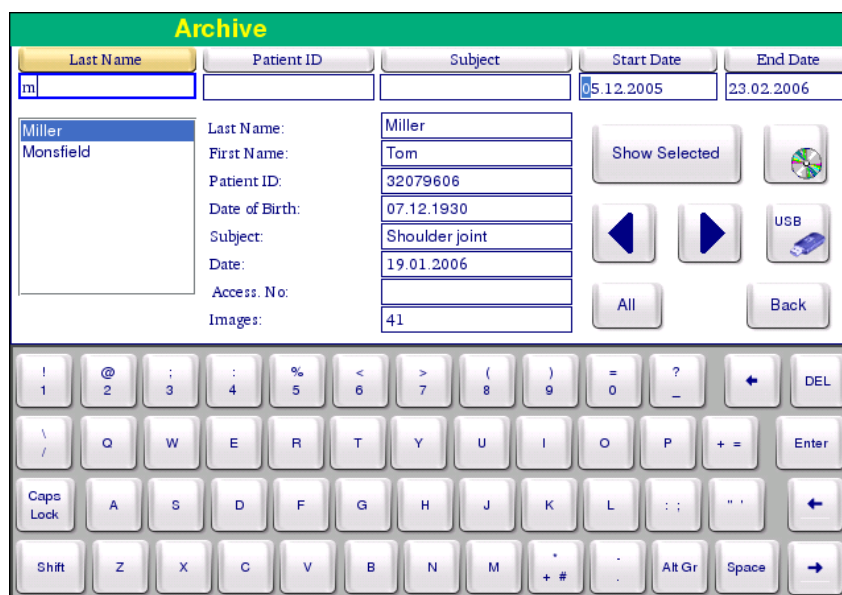 Archive
Last Name Patient ID Subject Start Date End Date
m 05.12.2005 23.02.2006
Miller
Monsfield
Last Name: Miller
First Name: Tom
Patient ID: 32079606
Date of Birth: 07.12.1930
Subject: Shoulder joint
Date: 19.01.2006
Access. No:
Images: 41
Show Selected
USB
All Back
! @ ; : % < > ( ) = ?
1 2 3 4 5 6 7 8 9 0 _ DEL
\
/ Q W E R T Y U I O P + = Enter
Caps
Lock A S D F G H J K L : ; " '
Shift Z X C V B N M * + # - . Alt Gr Space